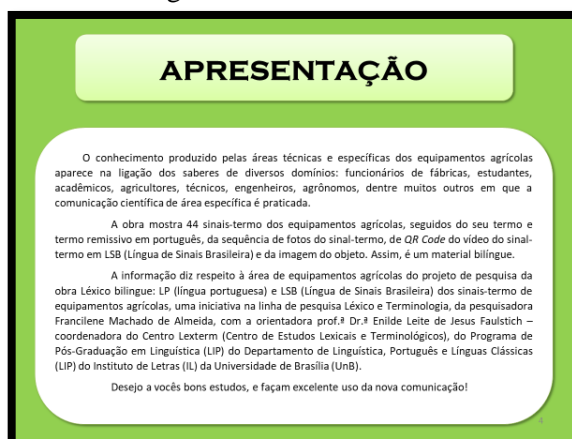 APRESENTAÇÃO
O conhecimento produzido pelas áreas técnicas e específicas dos equipamentos agrícolas
aparece na ligação dos saberes de diversos domínios: funcionários de fábricas, estudantes,
acadêmicos, agricultores, técnicos, engenheiros, agrônomos, dentre muitos outros em que a
comunicação científica de área específica é praticada.
A obra mostra 44 sinais-termo dos equipamentos agrícolas, seguidos do seu termo e
termo remissivo em português, da sequência de fotos do sinal-termo, de QR Code do vídeo do sinal-
termo em LSB (Língua de Sinais Brasileira) e da imagem do objeto. Assim, é um material bilíngue.
A informação diz respeito à área de equipamentos agrícolas do projeto de pesquisa da
obra Léxico bilingue: LP (língua portuguesa) e LSB (Língua de Sinais Brasileira) dos sinais-termo de
equipamentos agrícolas, uma iniciativa na linha de pesquisa Léxico e Terminologia, da pesquisadora
Francilene Machado de Almeida, com a orientadora prof.ª Dr.ª Enilde Leite de Jesus Faulstich –
coordenadora do Centro Lexterm (Centro de Estudos Lexicais e Terminológicos), do Programa de
Pós-Graduação em Linguística (LIP) do Departamento de Linguística, Português e Línguas Clássicas
(LIP) do Instituto de Letras (IL) da Universidade de Brasília (UnB).
Desejo a vocês bons estudos, e façam excelente uso da nova comunicação!
4